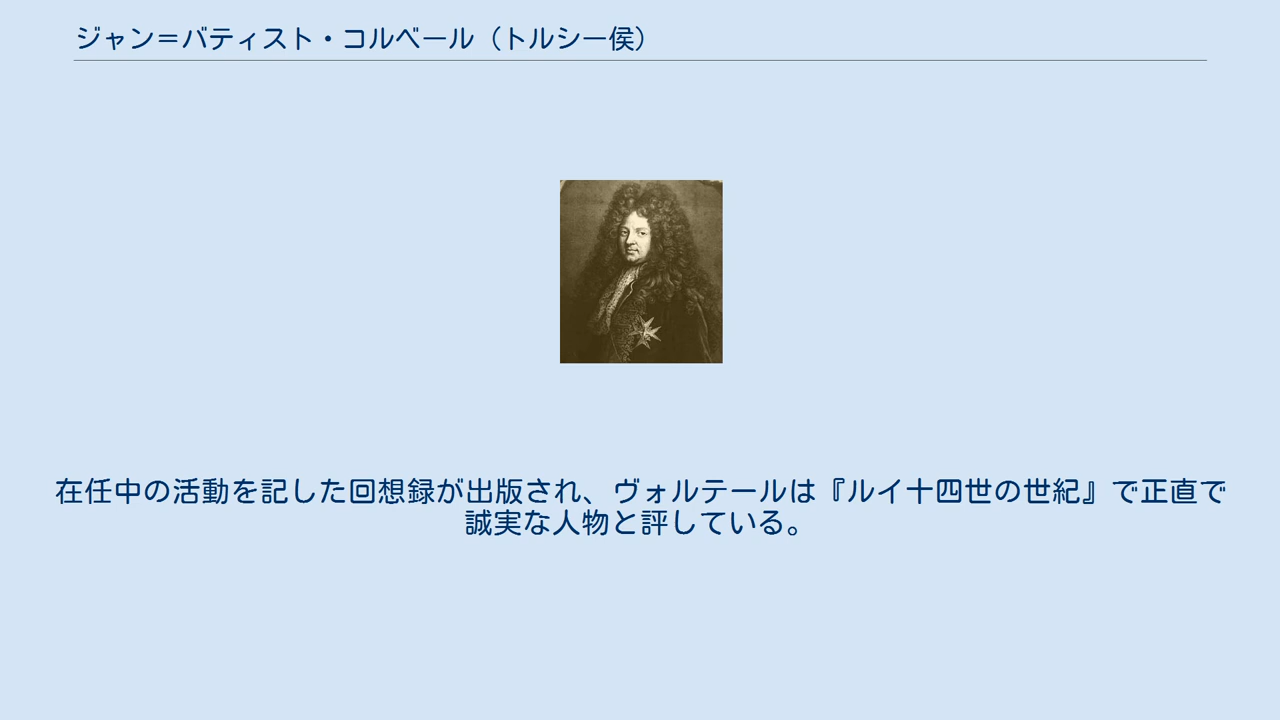 ジャン＝バティスト・コルベール（トルシー侯）
在任中の活動を記した回想録が出版され、ヴォルテールは『ルイ十四世の世紀』で正直で
誠実な人物と評している。